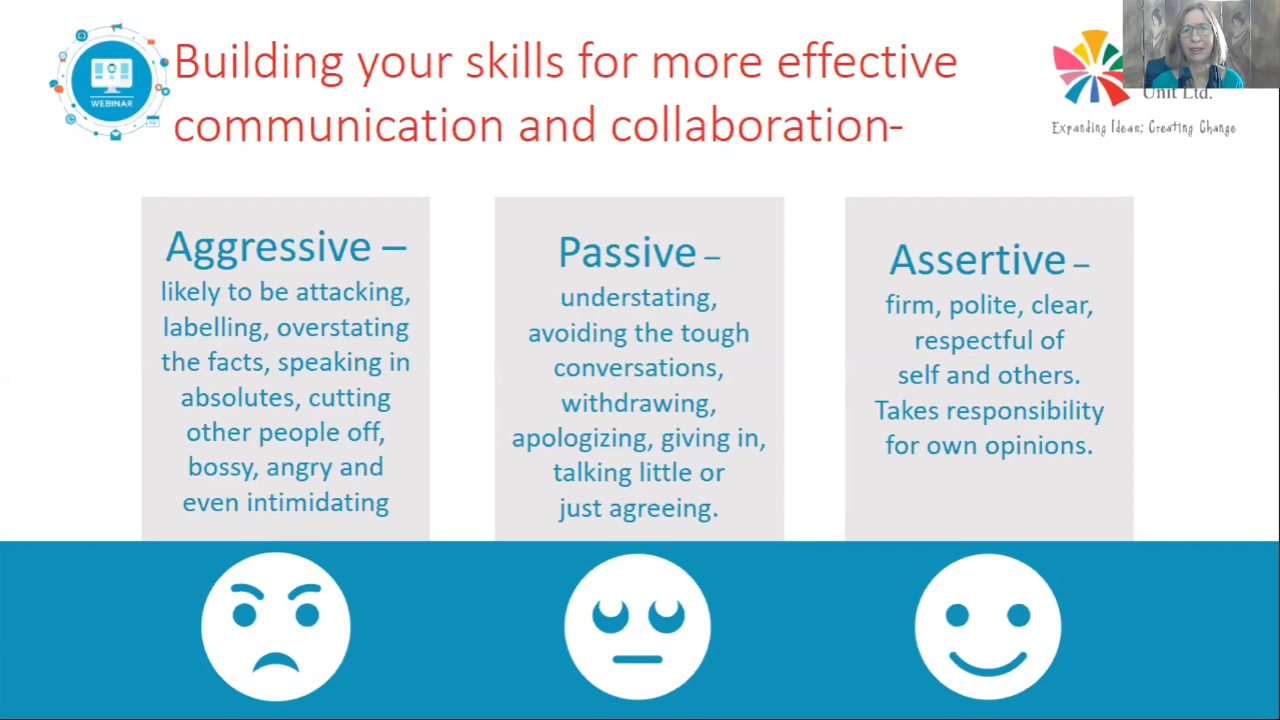 Building your skills for more effective
communication and collaboration-
WEBINAR
Unit Ltd.
Expanding Ideas; Creating Change
Aggressive –
likely to be attacking,
labelling, overstating
the facts, speaking in
absolutes, cutting
other people off,
bossy, angry and
even intimidating
Passive –
understating,
avoiding the tough
conversations,
withdrawing,
apologizing, giving in,
talking little or
just agreeing.
Assertive –
firm, polite, clear,
respectful of
self and others.
Takes responsibility
for own opinions.